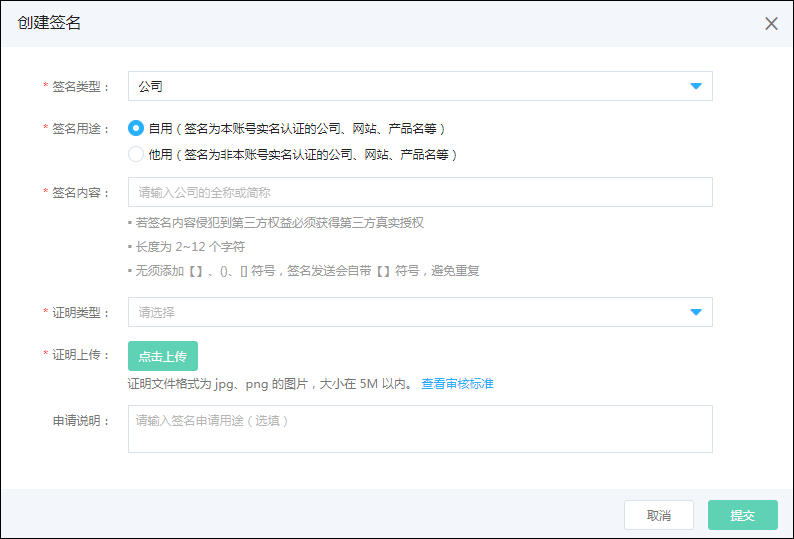 创建签名
* 签名类型：
公司
* 签名用途：
自用（签名为本账号实名认证的公司、网站、产品名等）
他用（签名为非本账号实名认证的公司、网站、产品名等）
* 签名内容：
请输入公司的全称或简称
▪ 若签名内容侵犯到第三方权益必须获得第三方真实授权
▪ 长度为 2~12 个字符
▪ 无须添加【】、()、[] 符号，签名发送会自带【】符号，避免重复
* 证明类型：
请选择
* 证明上传：
点击上传
证明文件格式为 jpg、png 的图片，大小在 5M 以内。 查看审核标准
申请说明：
请输入签名申请用途（选填）
取消
提交